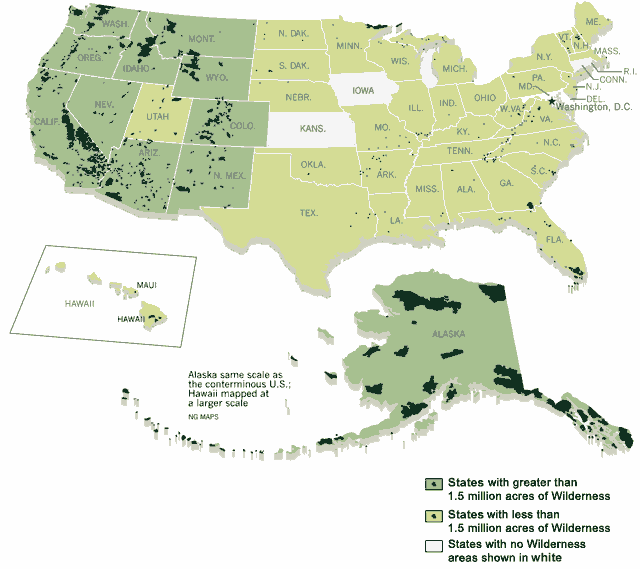 WASH.
MONT.
N. DAK.
MINN.
ME.
VT.
N.H.
OREG.
IDAHO
S. DAK.
WIS.
MICH.
N.Y.
MASS.
R.I.
CONN.
WYO.
NEBR.
IOWA
PA.
N.J.
NEV.
UTAH
ILL.
IND.
OHIO
MD.
DEL.
Washington, D.C.
CALIF.
COLO.
KANS.
MO.
KY.
W.VA.
VA.
ARIZ.
N. MEX.
OKLA.
ARK.
TENN.
N.C.
S.C.
TEX.
LA.
MISS.
ALA.
GA.
FLA.
MAUI
HAWAII
HAWAII
ALASKA
Alaska same scale as
the conterminous U.S.;
Hawaii mapped at
a larger scale
NG MAPS
States with greater than
1.5 million acres of Wilderness
States with less than
1.5 million acres of Wilderness
States with no Wilderness
areas shown in white